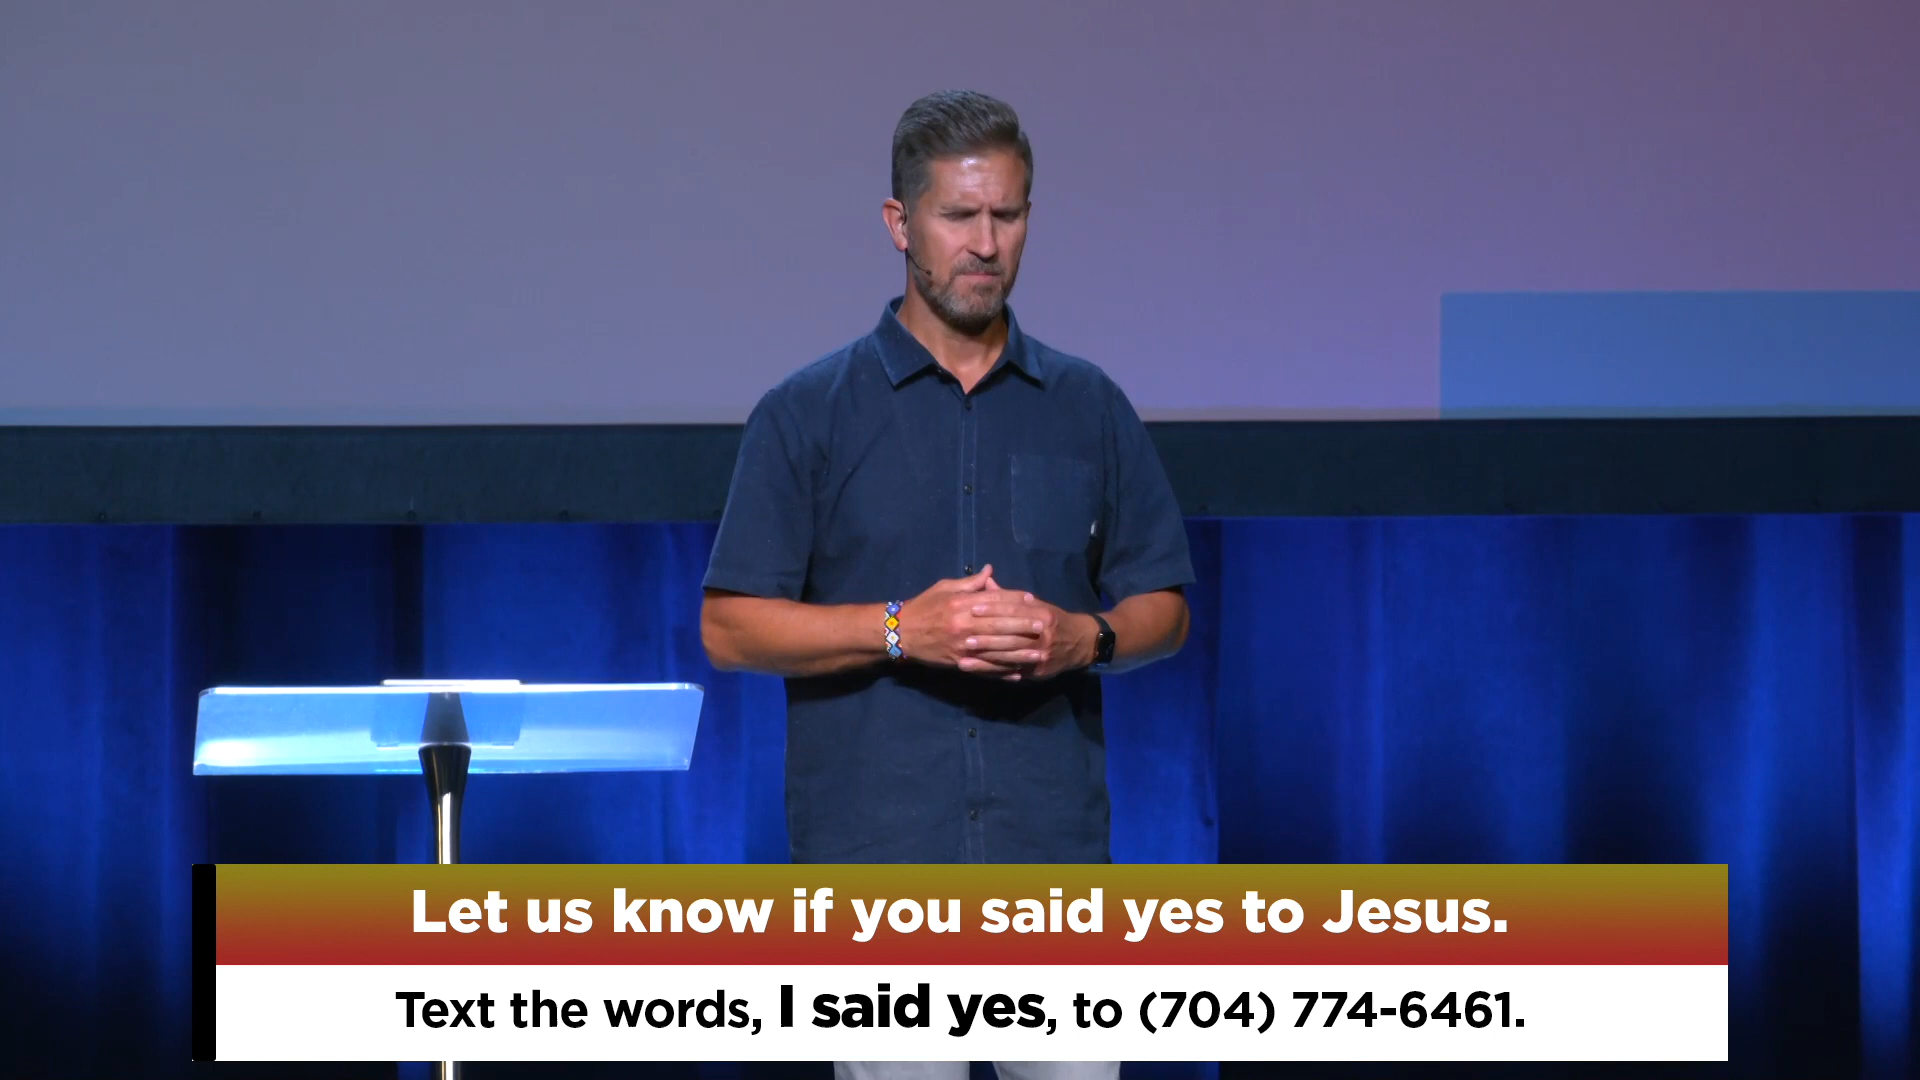 Let us know if you said yes to Jesus.
Text the words, I said yes, to (704) 774-6461.